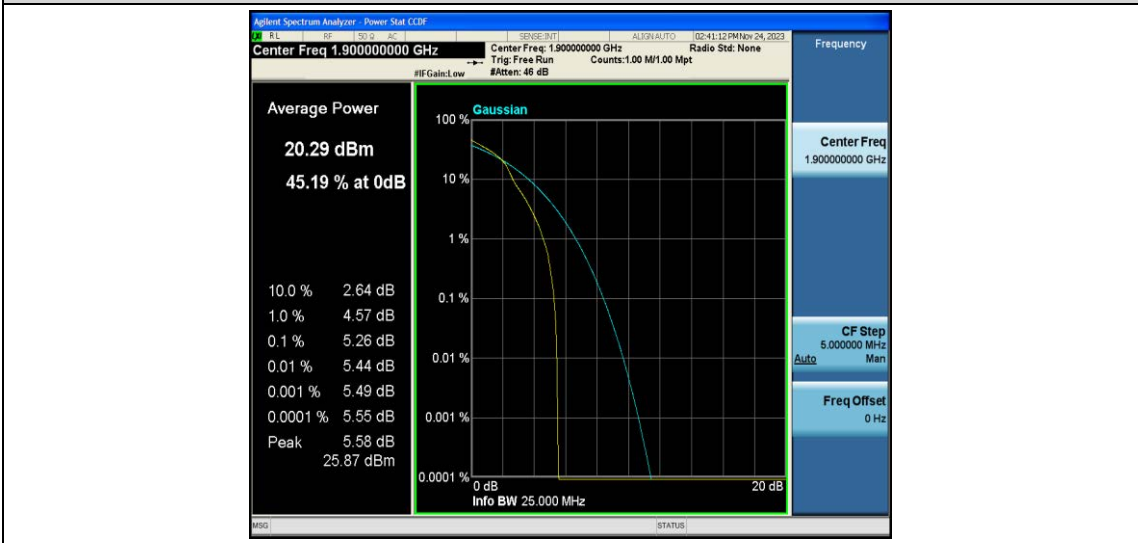 Agilent Spectrum Analyzer - Power Stat CCDF
RL RF 50 Ω AC SENSE:INT ALIGN AUTO 02:41:12 PM Nov 24, 2023
Center Freq 1.900000000 GHz
Center Freq: 1.900000000 GHz Radio Std: None
Trig: Free Run Counts:1.00 M/1.00 Mpt
#IFGain:Low #Atten: 46 dB
Frequency
Average Power
20.29 dBm
45.19 % at 0dB
10.0 % 2.64 dB
1.0 % 4.57 dB
0.1 % 5.26 dB
0.01 % 5.44 dB
0.001 % 5.49 dB
0.0001 % 5.55 dB
Peak 5.58 dB
25.87 dBm
Gaussian
100 %
10 %
1 %
0.1 %
0.01 %
0.001 %
0.0001 %
0 dB 20 dB
Info BW 25.000 MHz
Center Freq
1.900000000 GHz
CF Step
5.000000 MHz
Auto Man
Freq Offset
0 Hz
MSG STATUS